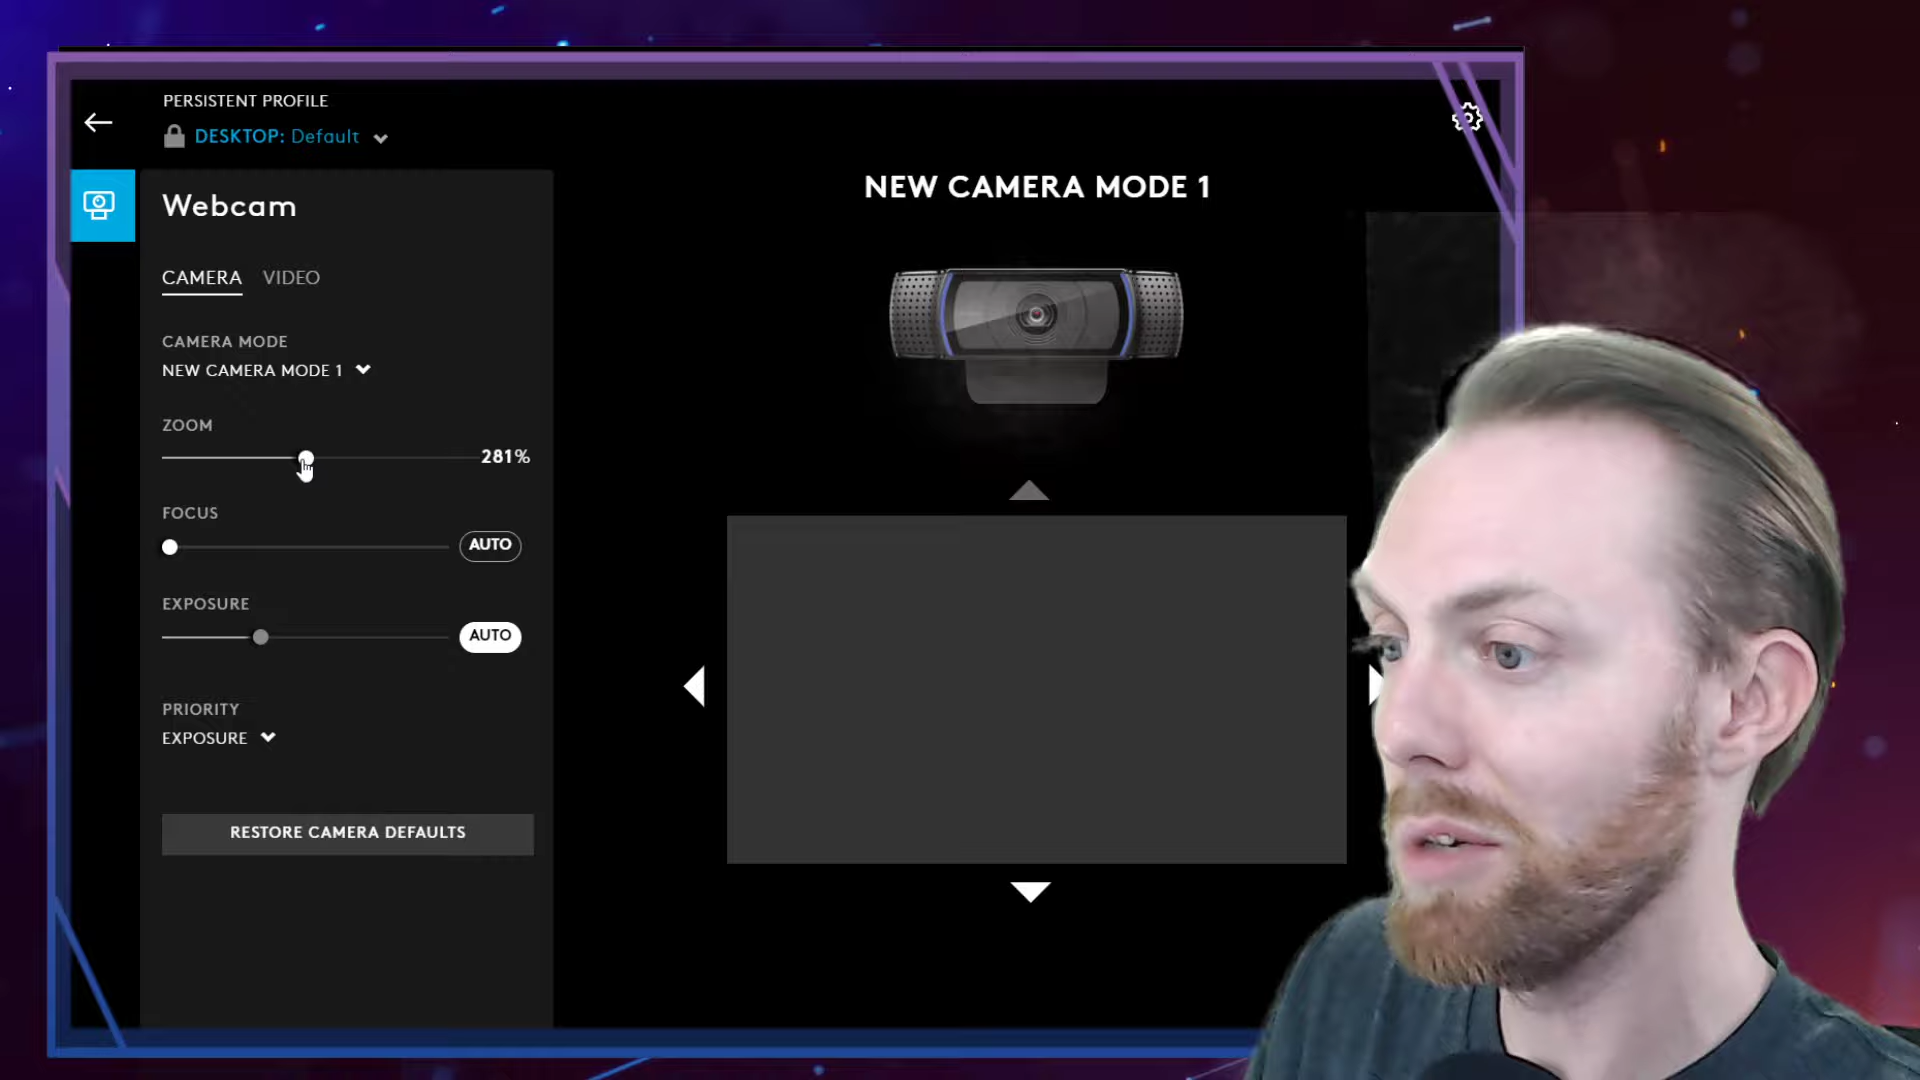 PERSISTENT PROFILE
DESKTOP: Default
Webcam
CAMERA VIDEO
CAMERA MODE
NEW CAMERA MODE 1
ZOOM
281%
FOCUS
AUTO
EXPOSURE
AUTO
PRIORITY
EXPOSURE
RESTORE CAMERA DEFAULTS
NEW CAMERA MODE 1